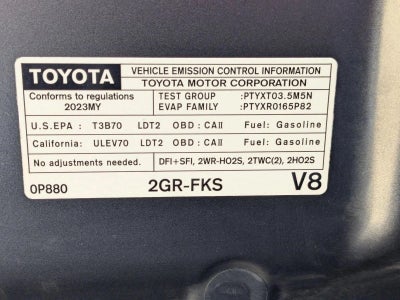 TOYOTA
VEHICLE EMISSION CONTROL INFORMATION
TOYOTA MOTOR CORPORATION
Conforms to regulations
2023MY
TEST GROUP :PTYXT03.5M5N
EVAP FAMILY :PTYXR0165P82
U.S.EPA : T3B70 LDT2 OBD : CAII Fuel: Gasoline
California: ULEV70 LDT2 OBD : CAII Fuel: Gasoline
No adjustments needed. DFI+SFI, 2WR-HO2S, 2TWC(2), 2HO2S
0P880 2GR-FKS V8